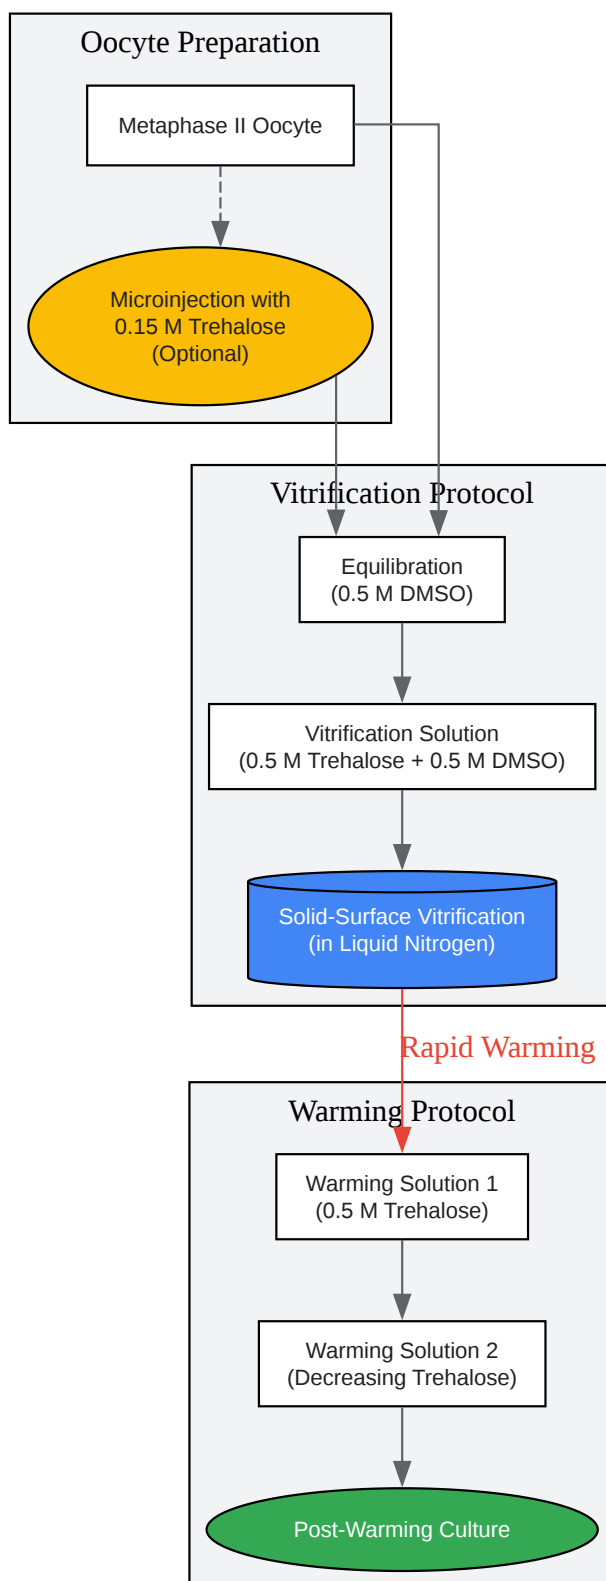 Oocyte Preparation
Metaphase II Oocyte
Microinjection with
0.15 M Trehalose
(Optional)
Vitrification Protocol
Equilibration
(0.5 M DMSO)
Vitrification Solution
(0.5 M Trehalose + 0.5 M DMSO)
Solid-Surface Vitrification
(in Liquid Nitrogen)
Rapid Warming
Warming Protocol
Warming Solution 1
(0.5 M Trehalose)
Warming Solution 2
(Decreasing Trehalose)
Post-Warming Culture